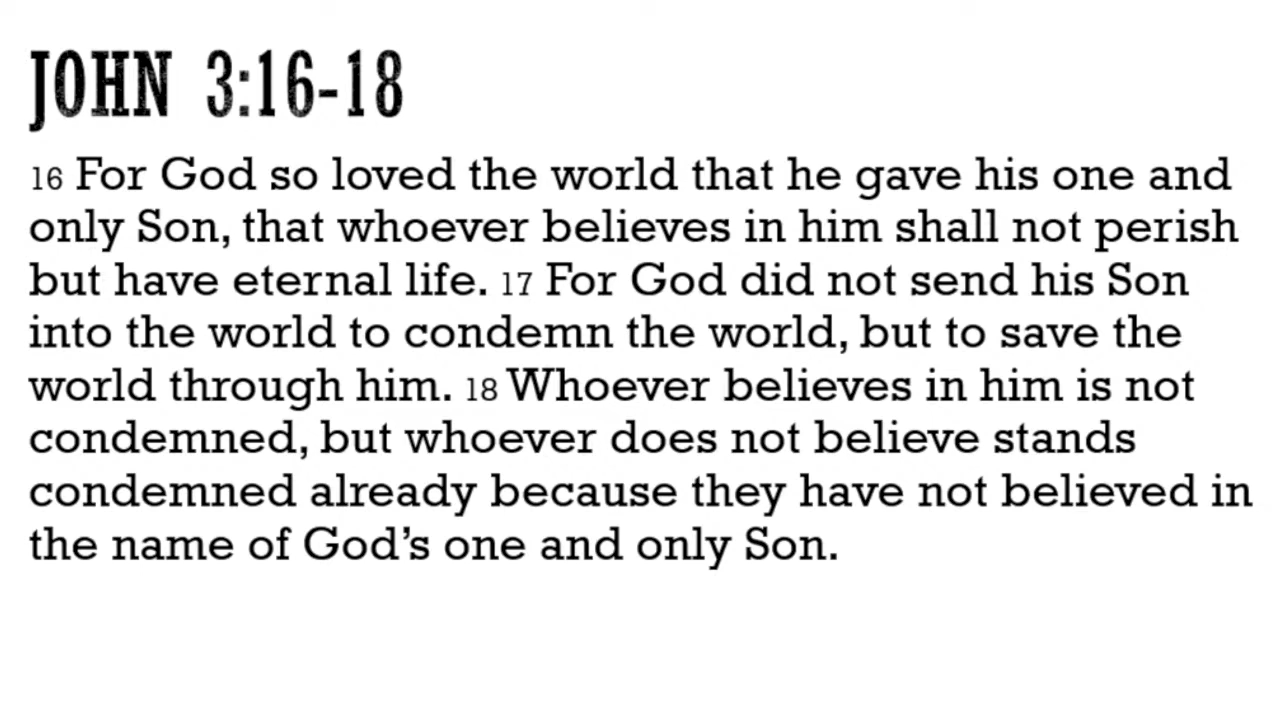 JOHN 3:16-18
16 For God so loved the world that he gave his one and
only Son, that whoever believes in him shall not perish
but have eternal life. 17 For God did not send his Son
into the world to condemn the world, but to save the
world through him. 18 Whoever believes in him is not
condemned, but whoever does not believe stands
condemned already because they have not believed in
the name of God’s one and only Son.